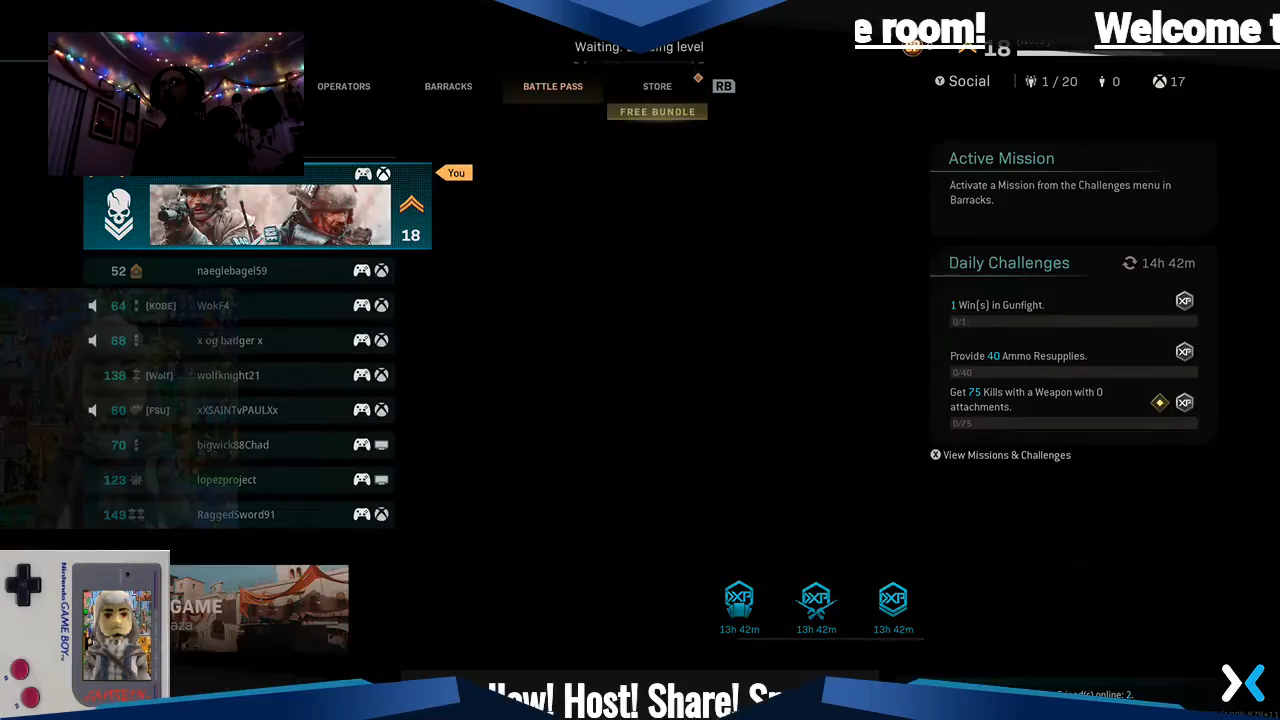 e room! Welcome t
Waiting:
18
Social 1 / 20 0 17
OPERATORS BARRACKS BATTLE PASS STORE RB
FREE BUNDLE
You
18
52 naeglebagel59
64 [KOBE] WokF4
68 x og badger x
138 [Wolf] wolfknight21
60 [FSU] xXSAINTvPAULXx
70 bigwick88Chad
123 lopezproject
149 RaggedSword91
Active Mission
Activate a Mission from the Challenges menu in
Barracks.
Daily Challenges 14h 42m
1 Win(s) in Gunfight.
0/1
Provide 40 Ammo Resupplies.
0/40
Get 75 Kills with a Weapon with 0
attachments.
0/75
X View Missions & Challenges
Nintendo GAME BOY
GAME
aza
13h 42m 13h 42m 13h 42m
Host! Share!
online: 2.